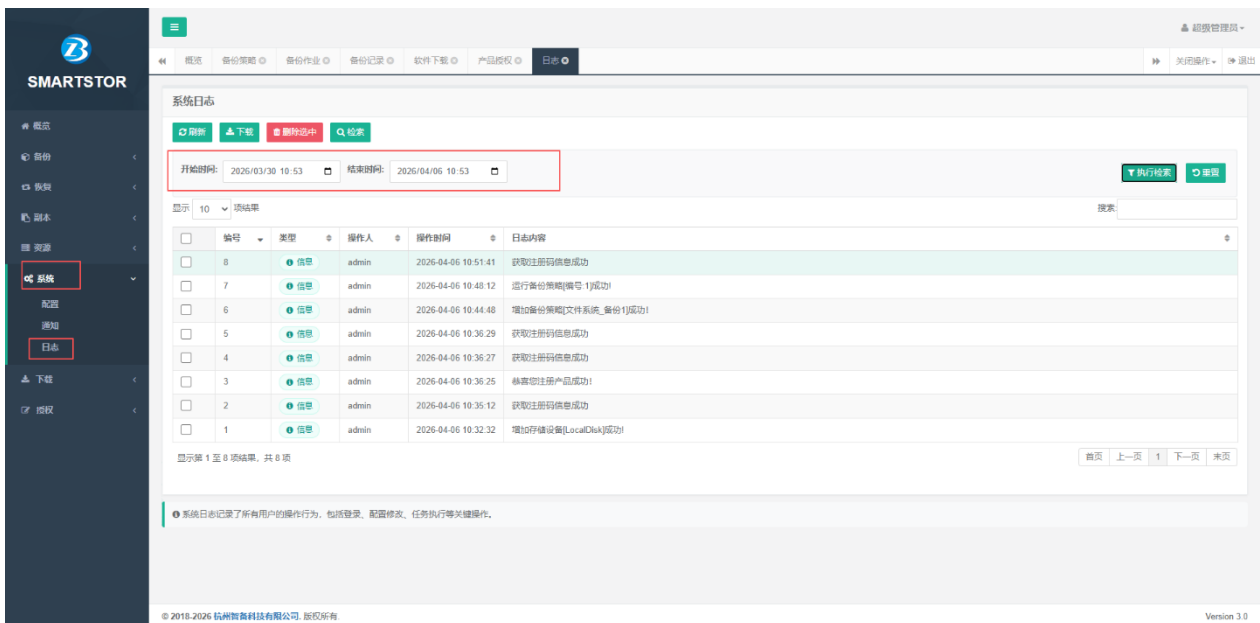 超级管理员
SMARTSTOR
概览 备份策略 备份作业 备份记录 软件下载 产品授权 日志 关闭操作 退出
系统日志
概览
备份
恢复
副本
资源
系统
配置
通知
日志
下载
授权
刷新 下载 删除选中 检索
开始时间: 2026/03/30 10:53 结束时间: 2026/04/06 10:53 执行检索 重置
显示 10 项结果 搜索:
编号 类型 操作人 操作时间 日志内容
8 信息 admin 2026-04-06 10:51:41 获取注册码信息成功
7 信息 admin 2026-04-06 10:48:12 运行备份策略[编号:1]成功!
6 信息 admin 2026-04-06 10:44:48 增加备份策略[文件系统_备份1]成功!
5 信息 admin 2026-04-06 10:36:29 获取注册码信息成功
4 信息 admin 2026-04-06 10:36:27 获取注册码信息成功
3 信息 admin 2026-04-06 10:36:25 恭喜您注册产品成功!
2 信息 admin 2026-04-06 10:35:12 获取注册码信息成功
1 信息 admin 2026-04-06 10:32:32 增加存储设备[LocalDisk]成功!
显示第 1 至 8 项结果，共 8 项 首页 上一页 1 下一页 末页
系统日志记录了所有用户的操作行为，包括登录、配置修改、任务执行等关键操作。
© 2018-2026 杭州智备科技有限公司. 版权所有. Version 3.0